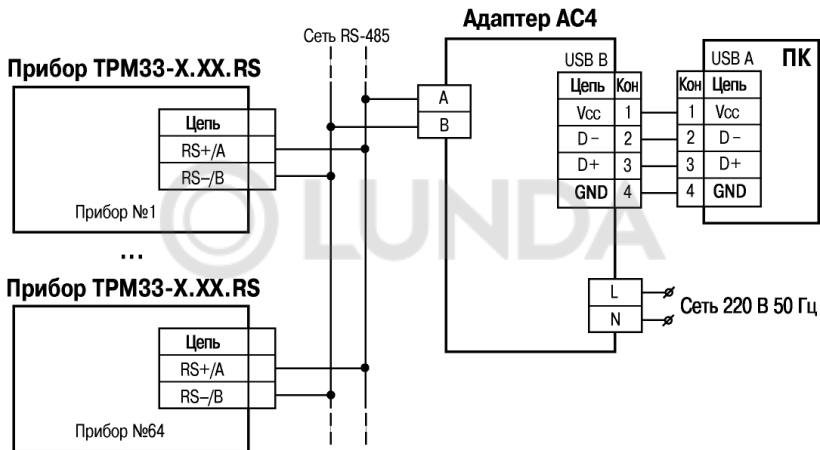 Адаптер АС4
Сеть RS-485
Прибор ТРМ33-Х.ХХ.RS
Цепь
RS+/A
RS–/B
Прибор №1
...
Прибор ТРМ33-Х.ХХ.RS
Цепь
RS+/A
RS–/B
Прибор №64
A
B
USB B
Цепь Кон
Vcc 1
D– 2
D+ 3
GND 4
L
N
Сеть 220 В 50 Гц
USB A
ПК
Кон Цепь
1 Vcc
2 D–
3 D+
4 GND
LUNDA